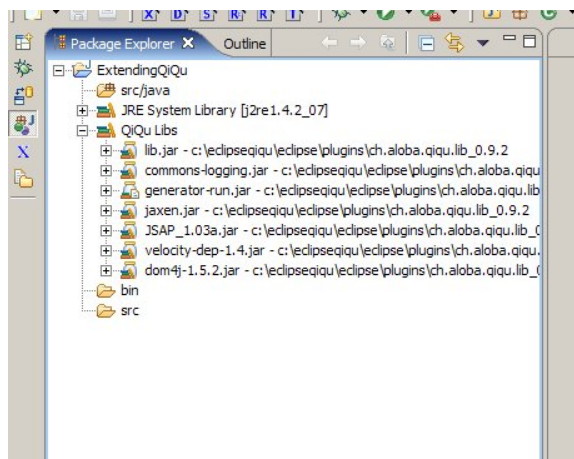 X D S R R I
Package Explorer Outline
ExtendingQiQu
src/java
JRE System Library [j2re1.4.2_07]
QiQu Libs
lib.jar - c:\eclipseqiqu\eclipse\plugins\ch.aloba.qiqu.lib_0.9.2
commons-logging.jar - c:\eclipseqiqu\eclipse\plugins\ch.aloba.qiqu
generator-run.jar - c:\eclipseqiqu\eclipse\plugins\ch.aloba.qiqu.lib
jaxen.jar - c:\eclipseqiqu\eclipse\plugins\ch.aloba.qiqu.lib_0.9.2
JSAP_1.03a.jar - c:\eclipseqiqu\eclipse\plugins\ch.aloba.qiqu.lib_0
velocity-dep-1.4.jar - c:\eclipseqiqu\eclipse\plugins\ch.aloba.qiqu.
dom4j-1.5.2.jar - c:\eclipseqiqu\eclipse\plugins\ch.aloba.qiqu.lib_0
bin
src
J
X